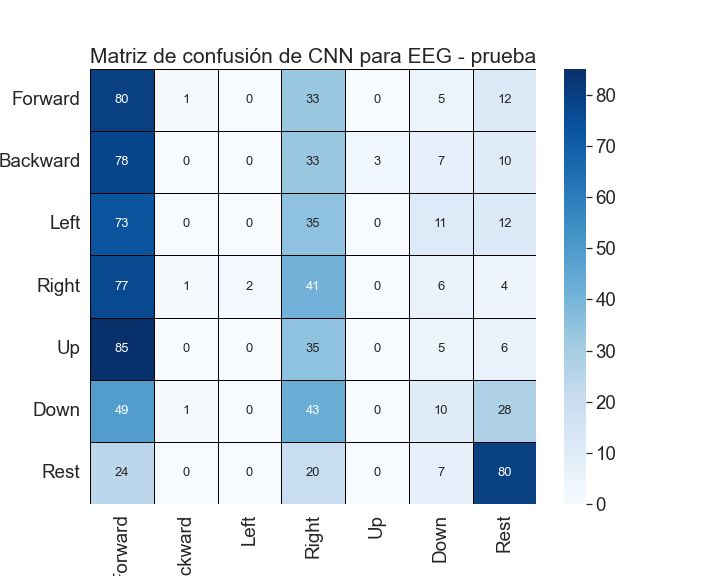 Matriz de confusión de CNN para EEG - prueba
Forward 80 1 0 33 0 5 12
Backward 78 0 0 33 3 7 10
Left 73 0 0 35 0 11 12
Right 77 1 2 41 0 6 4
Up 85 0 0 35 0 5 6
Down 49 1 0 43 0 10 28
Rest 24 0 0 20 0 7 80
Forward ckward Left Right Up Down Rest
80
70
60
50
40
30
20
10
0